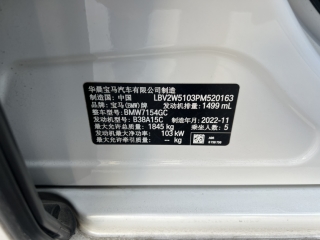 华晨宝马汽车有限公司制造
制造国：中国 LBV2W5103PM520163
品牌：宝马(BMW)牌 发动机排量：1499 mL
整车型号：BMW7154GC
发动机型号：B38A15C 制造年月：2022-11
最大允许总质量：1845 kg 乘坐人数：5
发动机最大净功率：103 kW
最大允许牵引质量：— kg